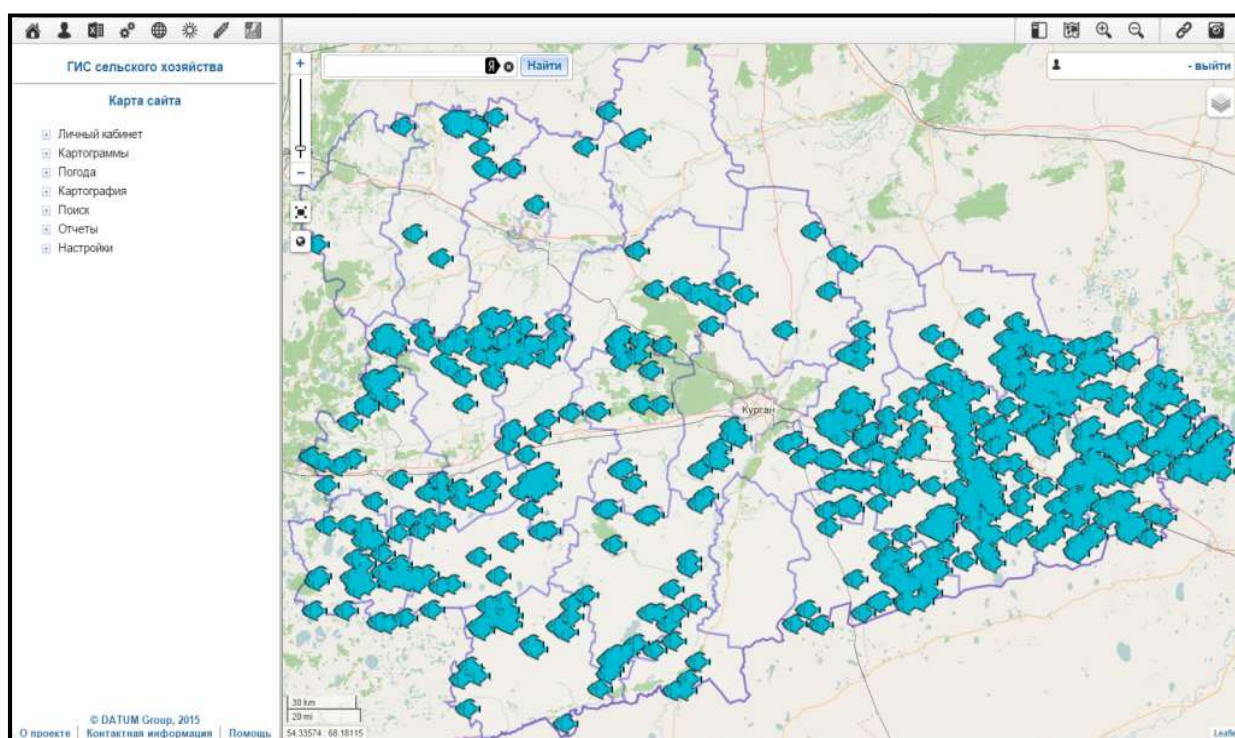 ГИС сельского хозяйства
Карта сайта
Личный кабинет
Картограммы
Погода
Картография
Поиск
Отчеты
Настройки
© DATUM Group, 2015
О проекте | Контактная информация | Помощь
+
Я
Найти
- выйти
−
Курган
30 km
20 mi
54.33574 : 68.18115